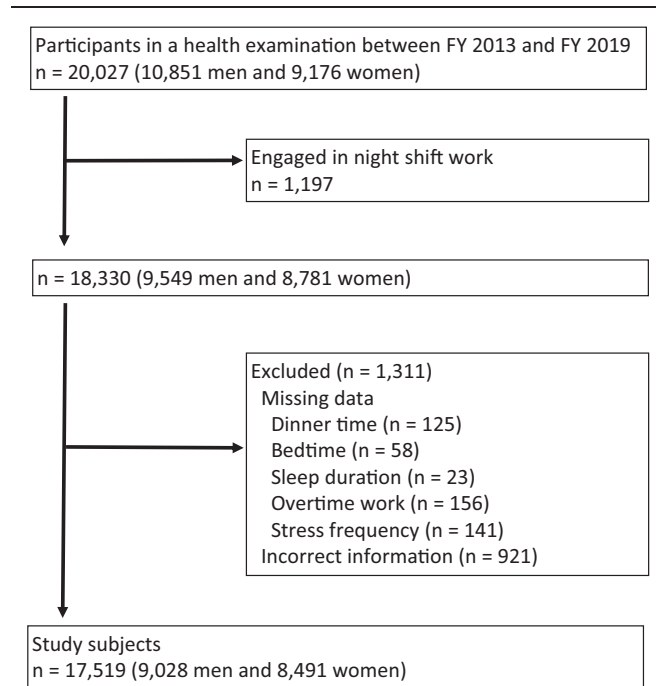 Participants in a health examination between FY 2013 and FY 2019
n = 20,027 (10,851 men and 9,176 women)
Engaged in night shift work
n = 1,197
n = 18,330 (9,549 men and 8,781 women)
Excluded (n = 1,311)
Missing data
Dinner time (n = 125)
Bedtime (n = 58)
Sleep duration (n = 23)
Overtime work (n = 156)
Stress frequency (n = 141)
Incorrect information (n = 921)
Study subjects
n = 17,519 (9,028 men and 8,491 women)